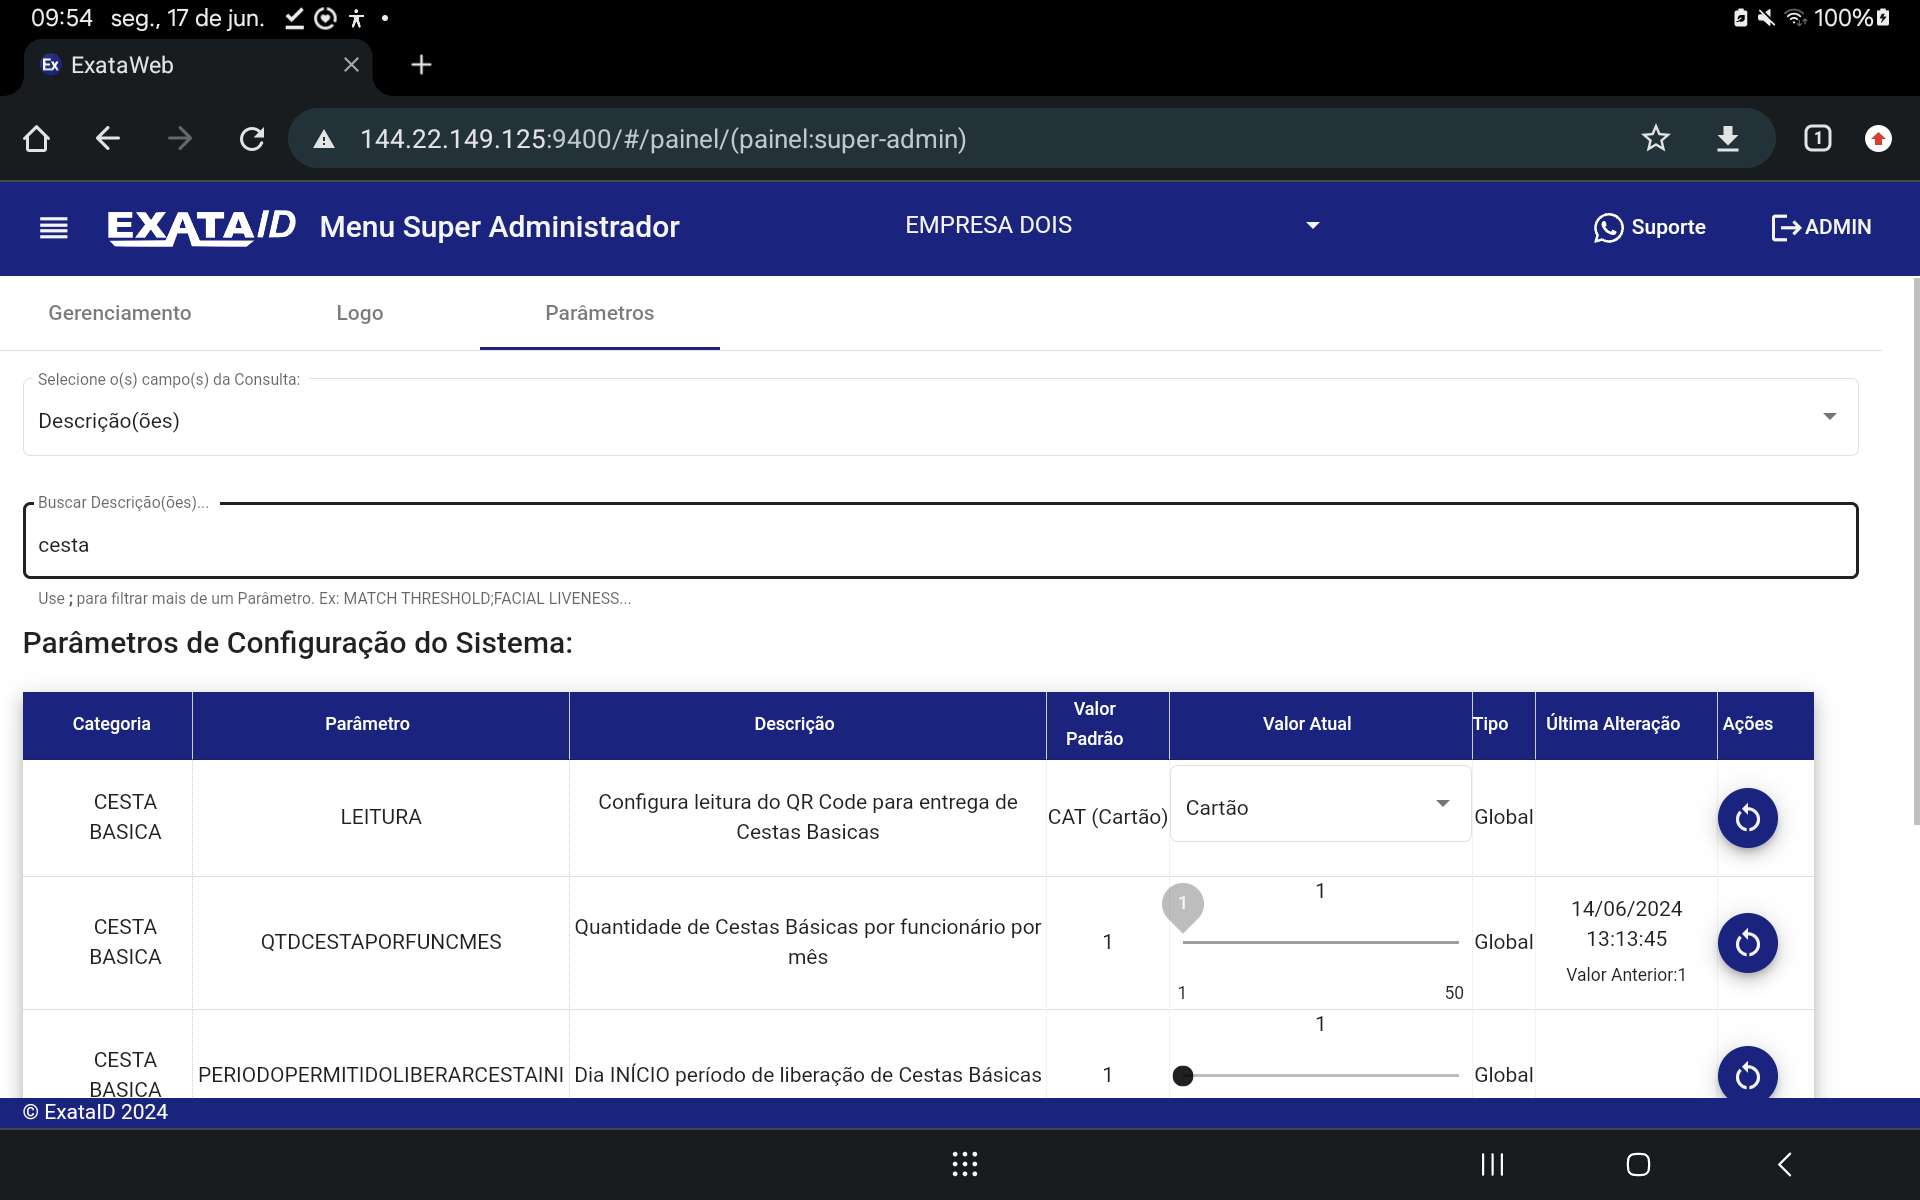 09:54 seg., 17 de jun.
100%
Ex ExataWeb
144.22.149.125:9400/#/painel/(painel:super-admin)
1
EXATAID Menu Super Administrador EMPRESA DOIS Suporte ADMIN
Gerenciamento Logo Parâmetros
Selecione o(s) campo(s) da Consulta:
Descrição(ões)
Buscar Descrição(ões)...
cesta
Use ; para filtrar mais de um Parâmetro. Ex: MATCH THRESHOLD;FACIAL LIVENESS...
Parâmetros de Configuração do Sistema:
Categoria Parâmetro Descrição Valor Padrão Valor Atual Tipo Última Alteração Ações
CESTA BASICA LEITURA Configura leitura do QR Code para entrega de Cestas Basicas CAT (Cartão) Cartão Global
CESTA BASICA QTDCESTAPORFUNCMES Quantidade de Cestas Básicas por funcionário por mês 1 1 1 1 50 Global 14/06/2024 13:13:45 Valor Anterior:1
CESTA BASICA PERIODOPERMITIDOLIBERARCESTAINI Dia INÍCIO período de liberação de Cestas Básicas 1 1 Global
© ExataID 2024